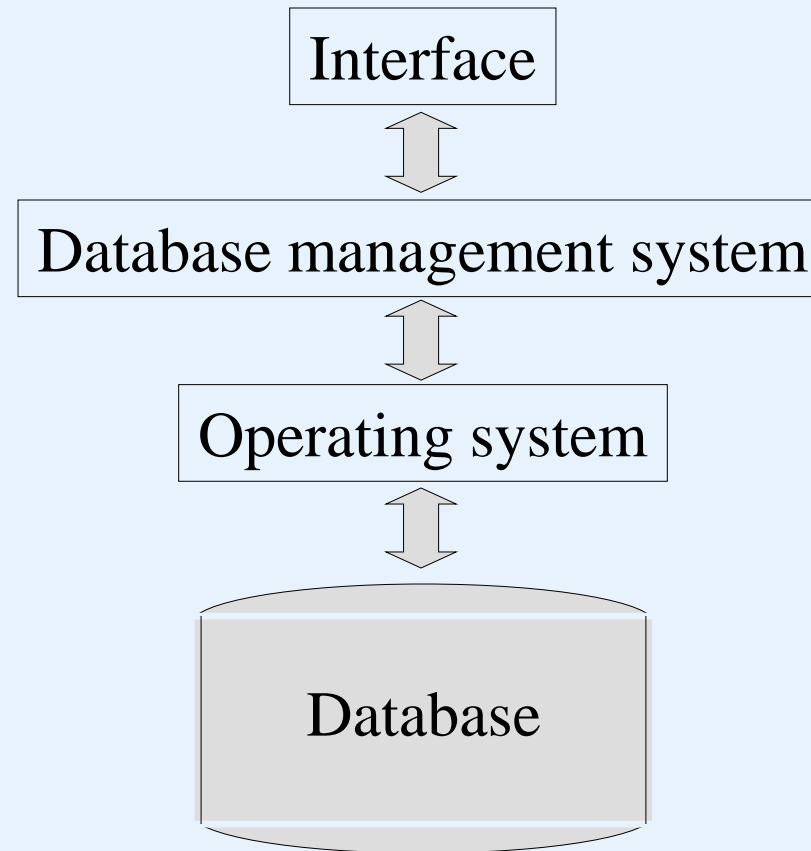 Interface
Database management system
Operating system
Database